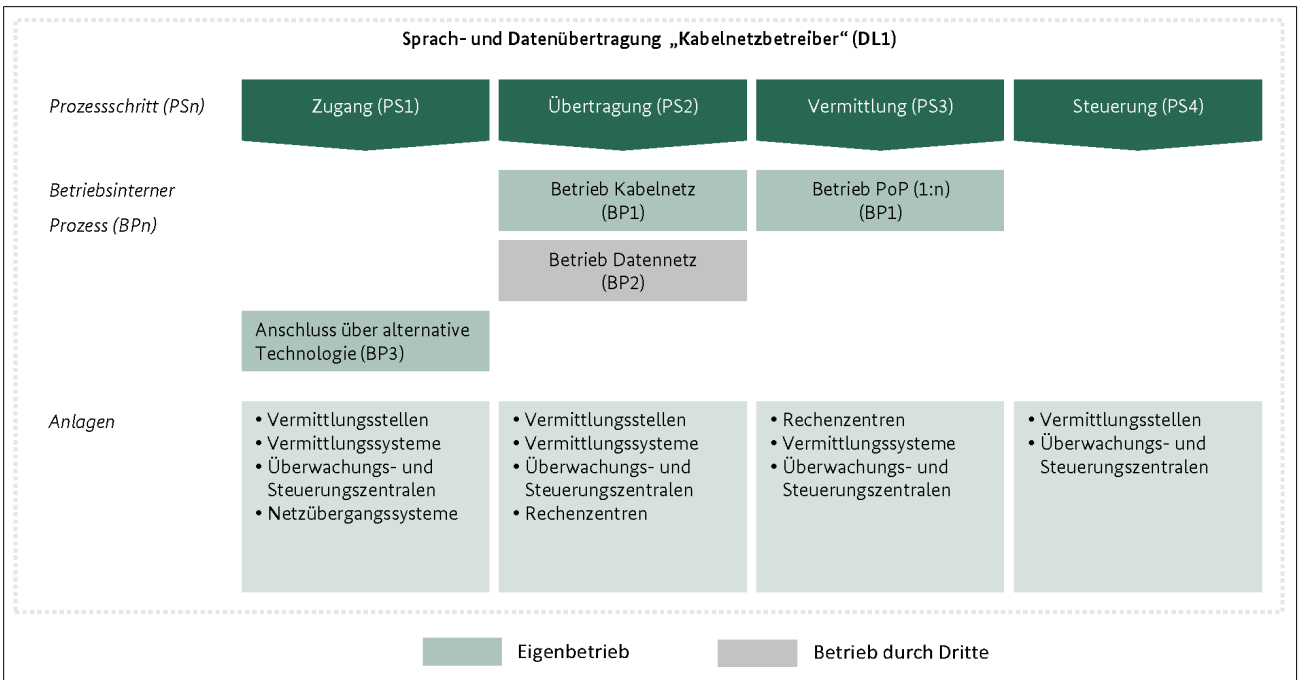 Sprach- und Datenübertragung „Kabelnetzbetreiber“ (DL1)
Prozessschritt (PSn)
Zugang (PS1)
Übertragung (PS2)
Vermittlung (PS3)
Steuerung (PS4)
Betriebsinterner
Prozess (BPn)
Betrieb Kabelnetz
(BP1)
Betrieb PoP (1:n)
(BP1)
Betrieb Datennetz
(BP2)
Anschluss über alternative
Technologie (BP3)
Anlagen
• Vermittlungsstellen
• Vermittlungssysteme
• Überwachungs- und
Steuerungszentralen
• Netzübergangssysteme
• Vermittlungsstellen
• Vermittlungssysteme
• Überwachungs- und
Steuerungszentralen
• Rechenzentren
• Rechenzentren
• Vermittlungssysteme
• Überwachungs- und
Steuerungszentralen
• Vermittlungsstellen
• Überwachungs- und
Steuerungszentralen
Eigenbetrieb
Betrieb durch Dritte